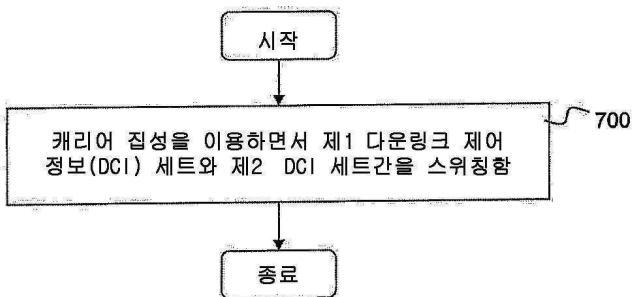 시작
캐리어 집성을 이용하면서 제1 다운링크 제어
정보(DCI) 세트와 제2 DCI 세트간을 스위칭함
700
종료